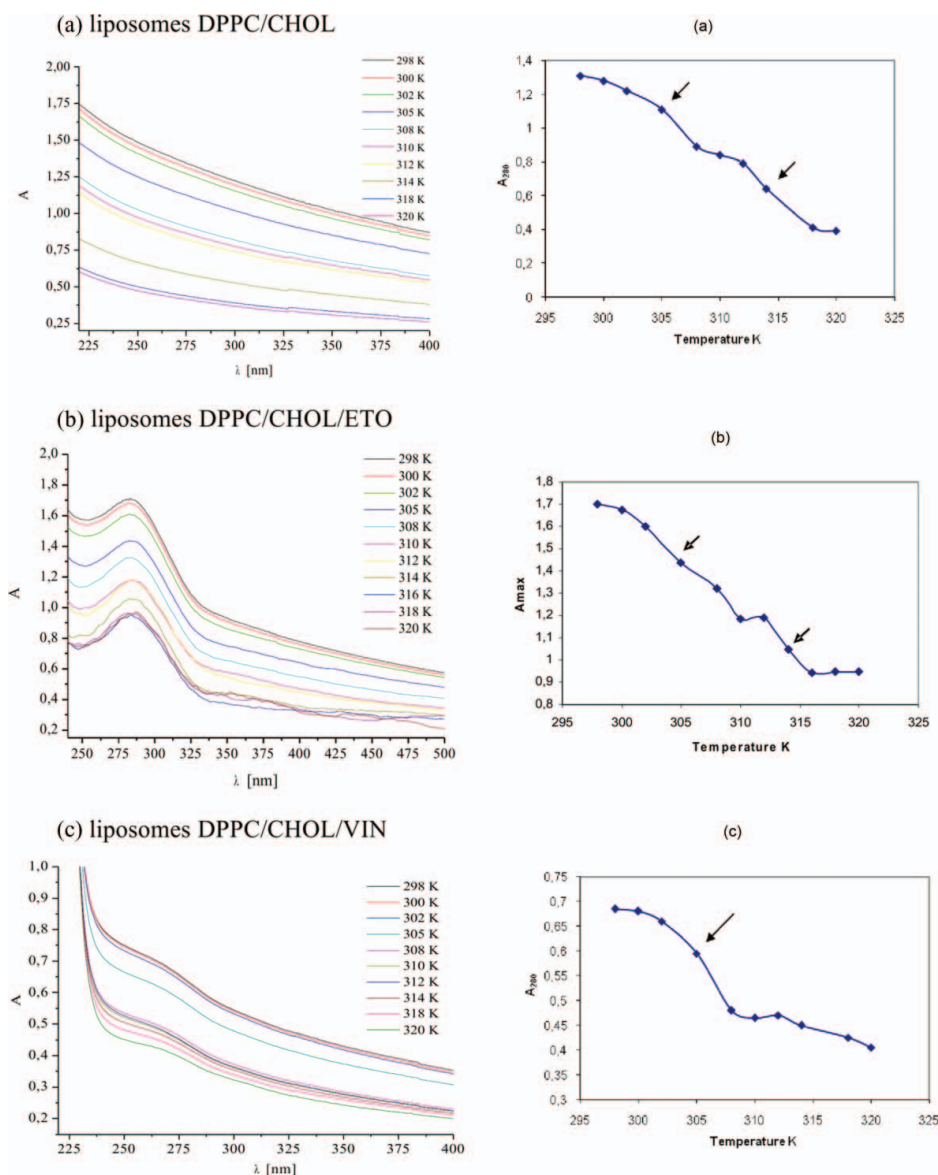 (a) liposomes DPPC/CHOL
2,00
1,75
1,50
1,25
1,00
0,75
0,50
0,25
A
225 250 275 300 325 350 375 400
λ [nm]
298 K
300 K
302 K
305 K
308 K
310 K
312 K
314 K
318 K
320 K
(a)
1,4
1,2
1
0,8
0,6
0,4
0,2
0
A280
295 300 305 310 315 320 325
Temperature K
(b) liposomes DPPC/CHOL/ETO
2,0
1,8
1,6
1,4
1,2
1,0
0,8
0,6
0,4
0,2
A
250 275 300 325 350 375 400 425 450 475 500
λ [nm]
298 K
300 K
302 K
305 K
308 K
310 K
312 K
314 K
316 K
318 K
320 K
(b)
1,8
1,7
1,6
1,5
1,4
1,3
1,2
1,1
1
0,9
0,8
Amax
295 300 305 310 315 320 325
Temperature K
(c) liposomes DPPC/CHOL/VIN
1,0
0,9
0,8
0,7
0,6
0,5
0,4
0,3
0,2
A
225 250 275 300 325 350 375 400
λ [nm]
298 K
300 K
302 K
305 K
308 K
310 K
312 K
314 K
318 K
320 K
(c)
0,75
0,7
0,65
0,6
0,55
0,5
0,45
0,4
0,35
0,3
A280
295 300 305 310 315 320 325
Temperature K